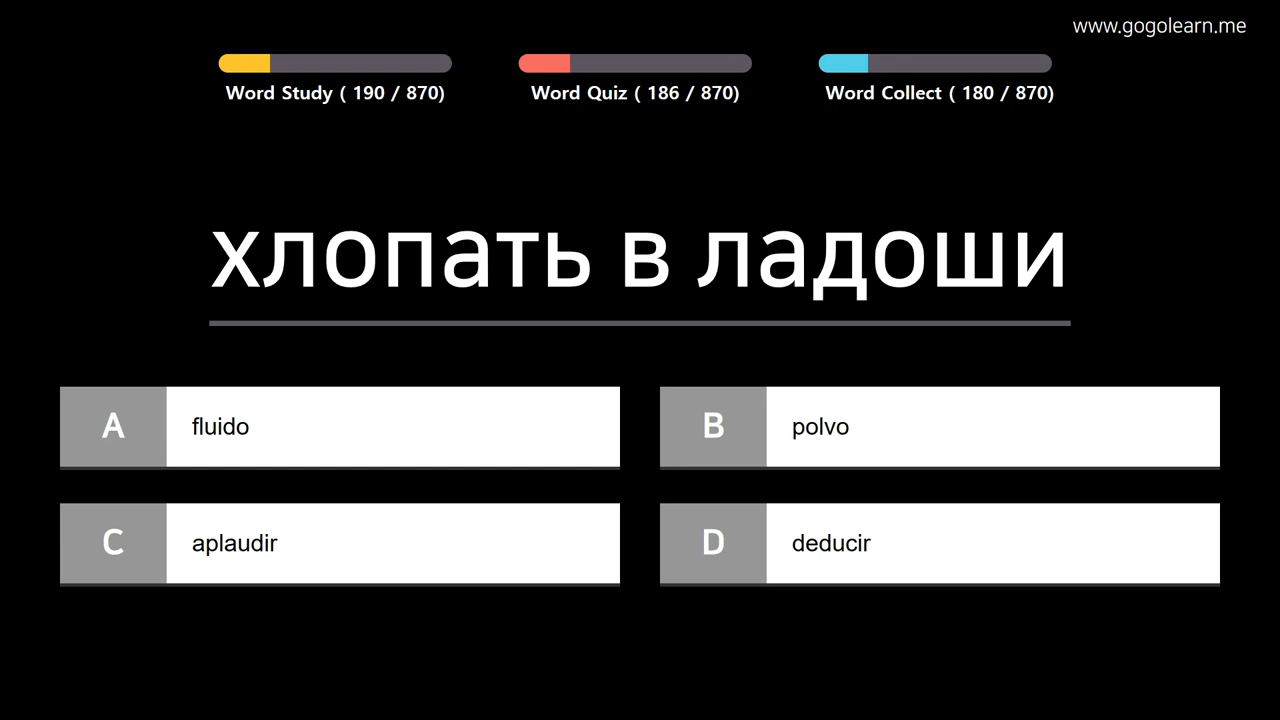 www.gogolearn.me
Word Study ( 190 / 870)
Word Quiz ( 186 / 870)
Word Collect ( 180 / 870)
хлопать в ладоши
A fluido
B polvo
C aplaudir
D deducir